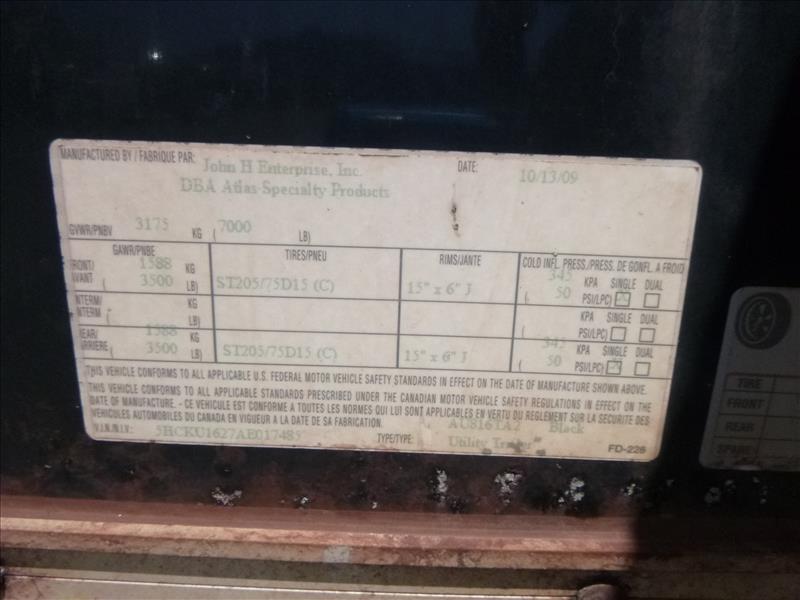 MANUFACTURED BY / FABRIQUE PAR: John H Enterprise, Inc. DATE: 10/13/09
DBA Atlas Specialty Products
GVWR/PNBV 3175 KG ( 7000 LB)
GAWR/PNBE TIRES/PNEU RIMS/JANTE COLD INFL. PRESS./PRESS. DE GONFL. A FROID
FRONT/ 1588 KG 345 KPA SINGLE DUAL
AVANT ( 3500 LB) ST205/75D15 (C) 15" x 6" J ( 50 PSI/LPC)
INTERM/ KG KPA SINGLE DUAL
INTERM ( LB) ( PSI/LPC)
REAR/ 1588 KG 345 KPA SINGLE DUAL
ARRIERE ( 3500 LB) ST205/75D15 (C) 15" x 6" J ( 50 PSI/LPC)
THIS VEHICLE CONFORMS TO ALL APPLICABLE U.S. FEDERAL MOTOR VEHICLE SAFETY STANDARDS IN EFFECT ON THE DATE OF MANUFACTURE SHOWN ABOVE.
THIS VEHICLE CONFORMS TO ALL APPLICABLE STANDARDS PRESCRIBED UNDER THE CANADIAN MOTOR VEHICLE SAFETY REGULATIONS IN EFFECT ON THE
DATE OF MANUFACTURE. - CE VEHICULE EST CONFORME A TOUTES LES NORMES QUI LUI SONT APPLICABLES EN VERTU DU REGLEMENT SUR LA SECURITE DES
VEHICULES AUTOMOBILES DU CANADA EN VIGUEUR A LA DATE DE SA FABRICATION.
AU816TA2 Black
V.I.N./N.I.V.: 5HCKU1627AE017485 TYPE/TYPE: Utility Trailer FD-226
TIRE
FRONT
REAR
SPARE